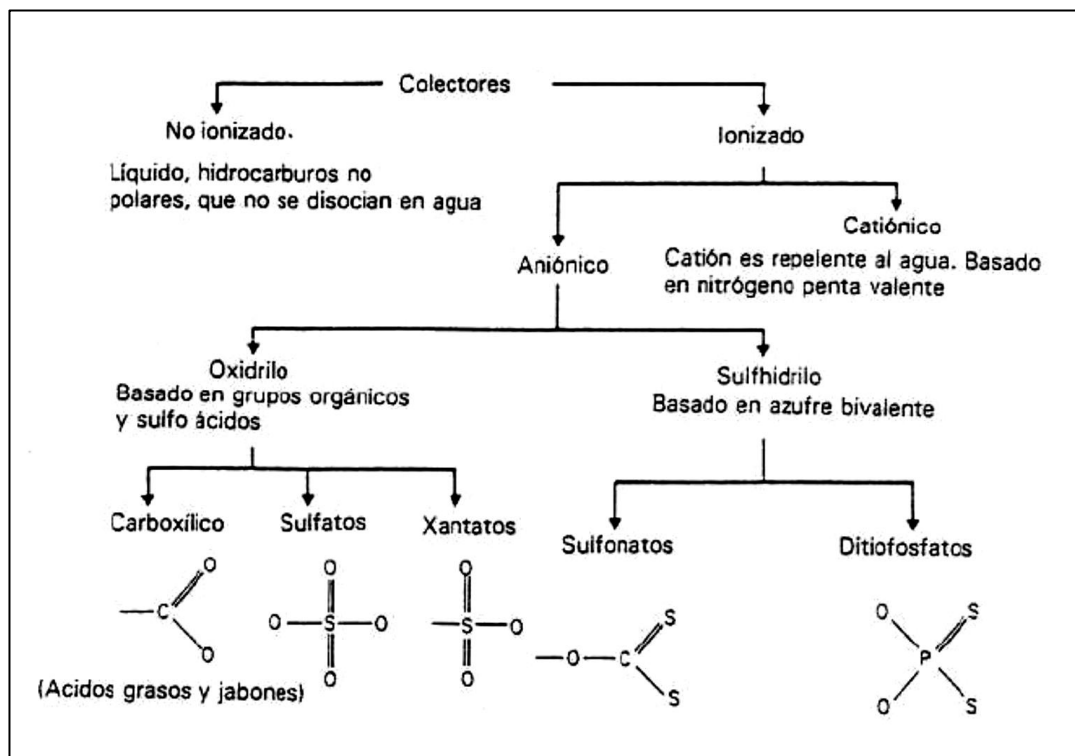 Colectores
No ionizado.
Ionizado
Líquido, hidrocarburos no
polares, que no se disocian en agua
Catiónico
Aniónico
Catión es repelente al agua. Basado
en nitrógeno penta valente
Oxidrilo
Basado en grupos orgánicos
y sulfo ácidos
Sulfhidrilo
Basado en azufre bivalente
Carboxílico
Sulfatos
Xantatos
Sulfonatos
Ditiofosfatos
O
C
O
O
O S O
O
O
S O
O
S
O C
S
O S
P
O S
(Acidos grasos y jabones)